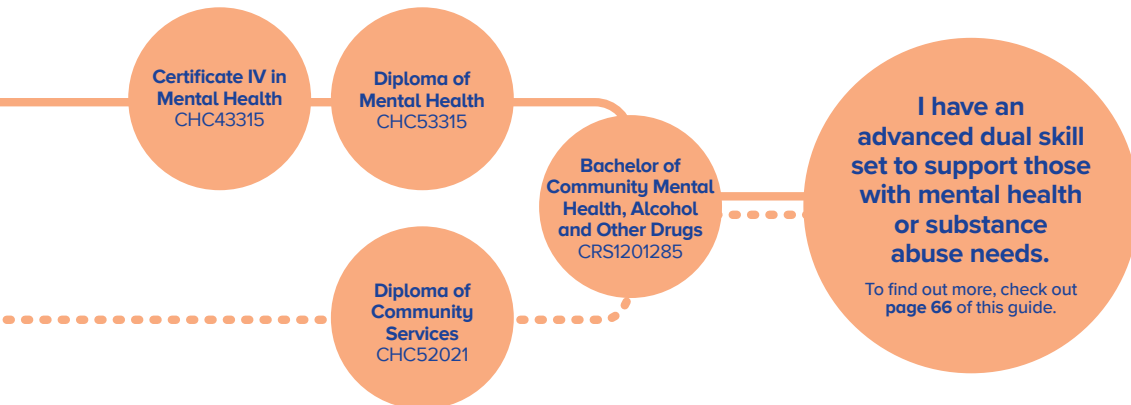 Certificate IV in
Mental Health
CHC43315
Diploma of
Mental Health
CHC53315
Bachelor of
Community Mental
Health, Alcohol
and Other Drugs
CRS1201285
Diploma of
Community
Services
CHC52021
I have an
advanced dual skill
set to support those
with mental health
or substance
abuse needs.
To find out more, check out
page 66 of this guide.